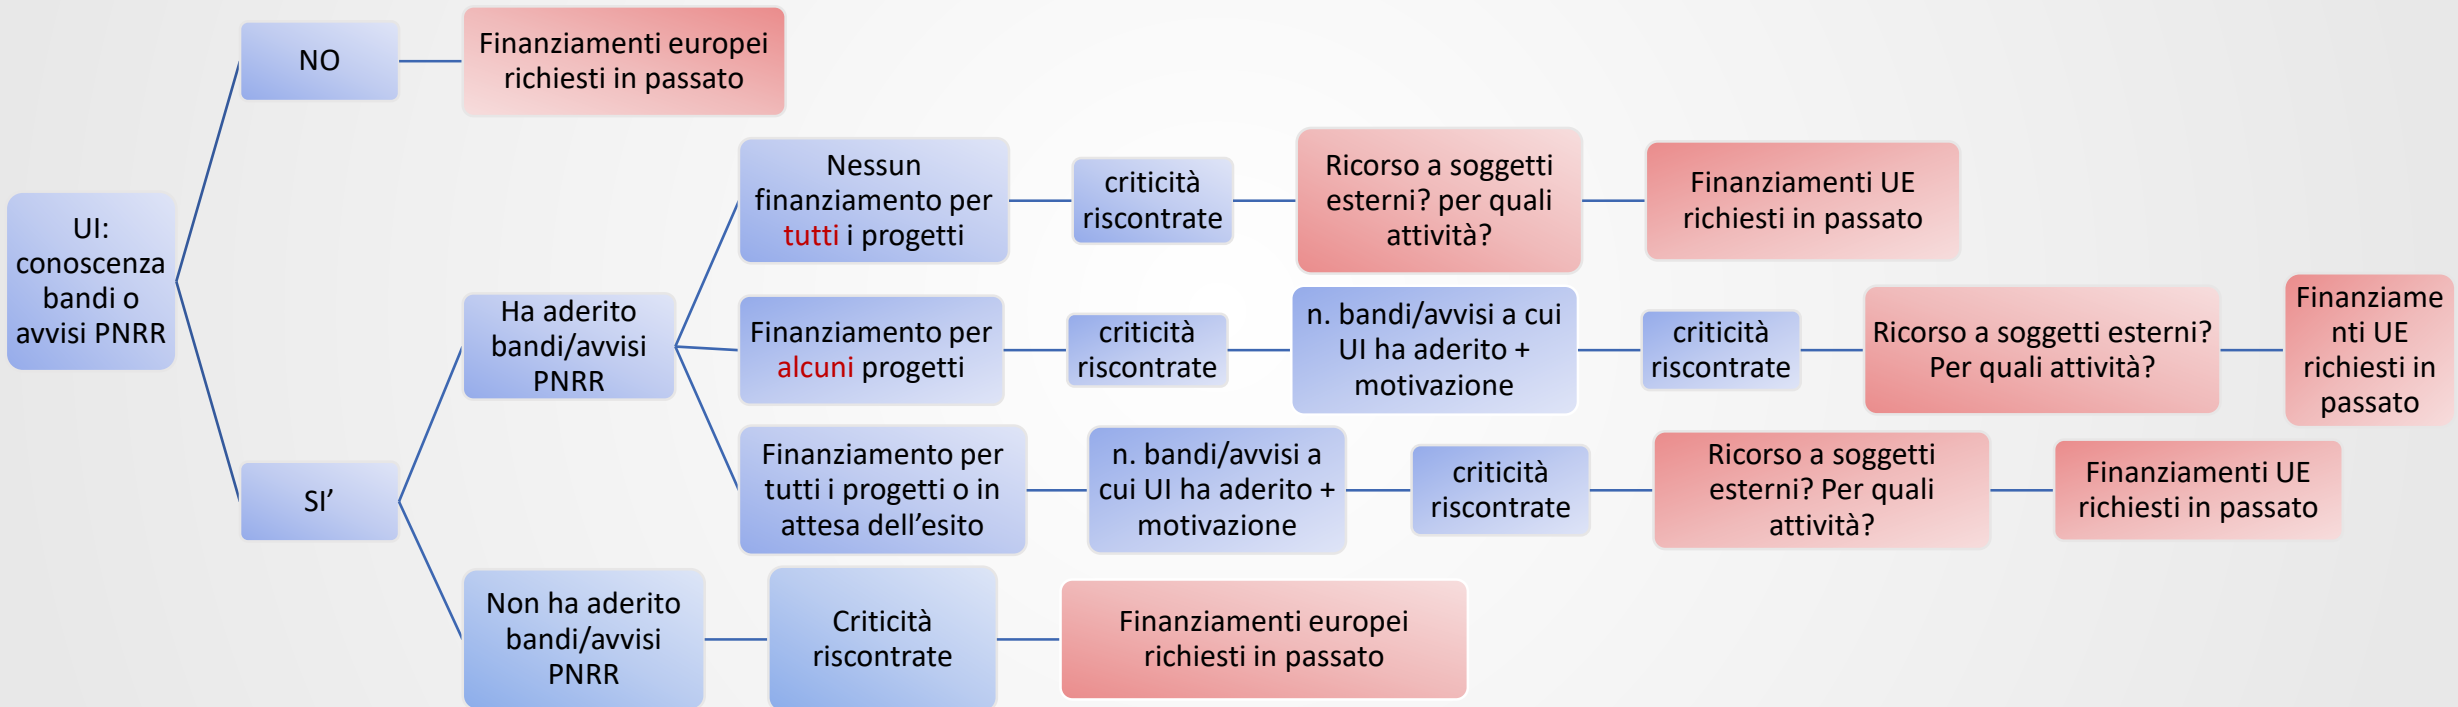 NO
Finanziamenti europei
richiesti in passato
UI:
conoscenza
bandi o
avvisi PNRR
SI’
Ha aderito
bandi/avvisi
PNRR
Nessun
finanziamento per
tutti i progetti
criticità
riscontrate
Ricorso a soggetti
esterni? per quali
attività?
Finanziamenti UE
richiesti in passato
Finanziamento per
alcuni progetti
criticità
riscontrate
n. bandi/avvisi a cui
UI ha aderito +
motivazione
criticità
riscontrate
Ricorso a soggetti esterni?
Per quali attività?
Finanziame
nti UE
richiesti in
passato
Finanziamento per
tutti i progetti o in
attesa dell’esito
n. bandi/avvisi a
cui UI ha aderito +
motivazione
criticità
riscontrate
Ricorso a soggetti
esterni? Per quali
attività?
Finanziamenti UE
richiesti in passato
Non ha aderito
bandi/avvisi
PNRR
Criticità
riscontrate
Finanziamenti europei
richiesti in passato